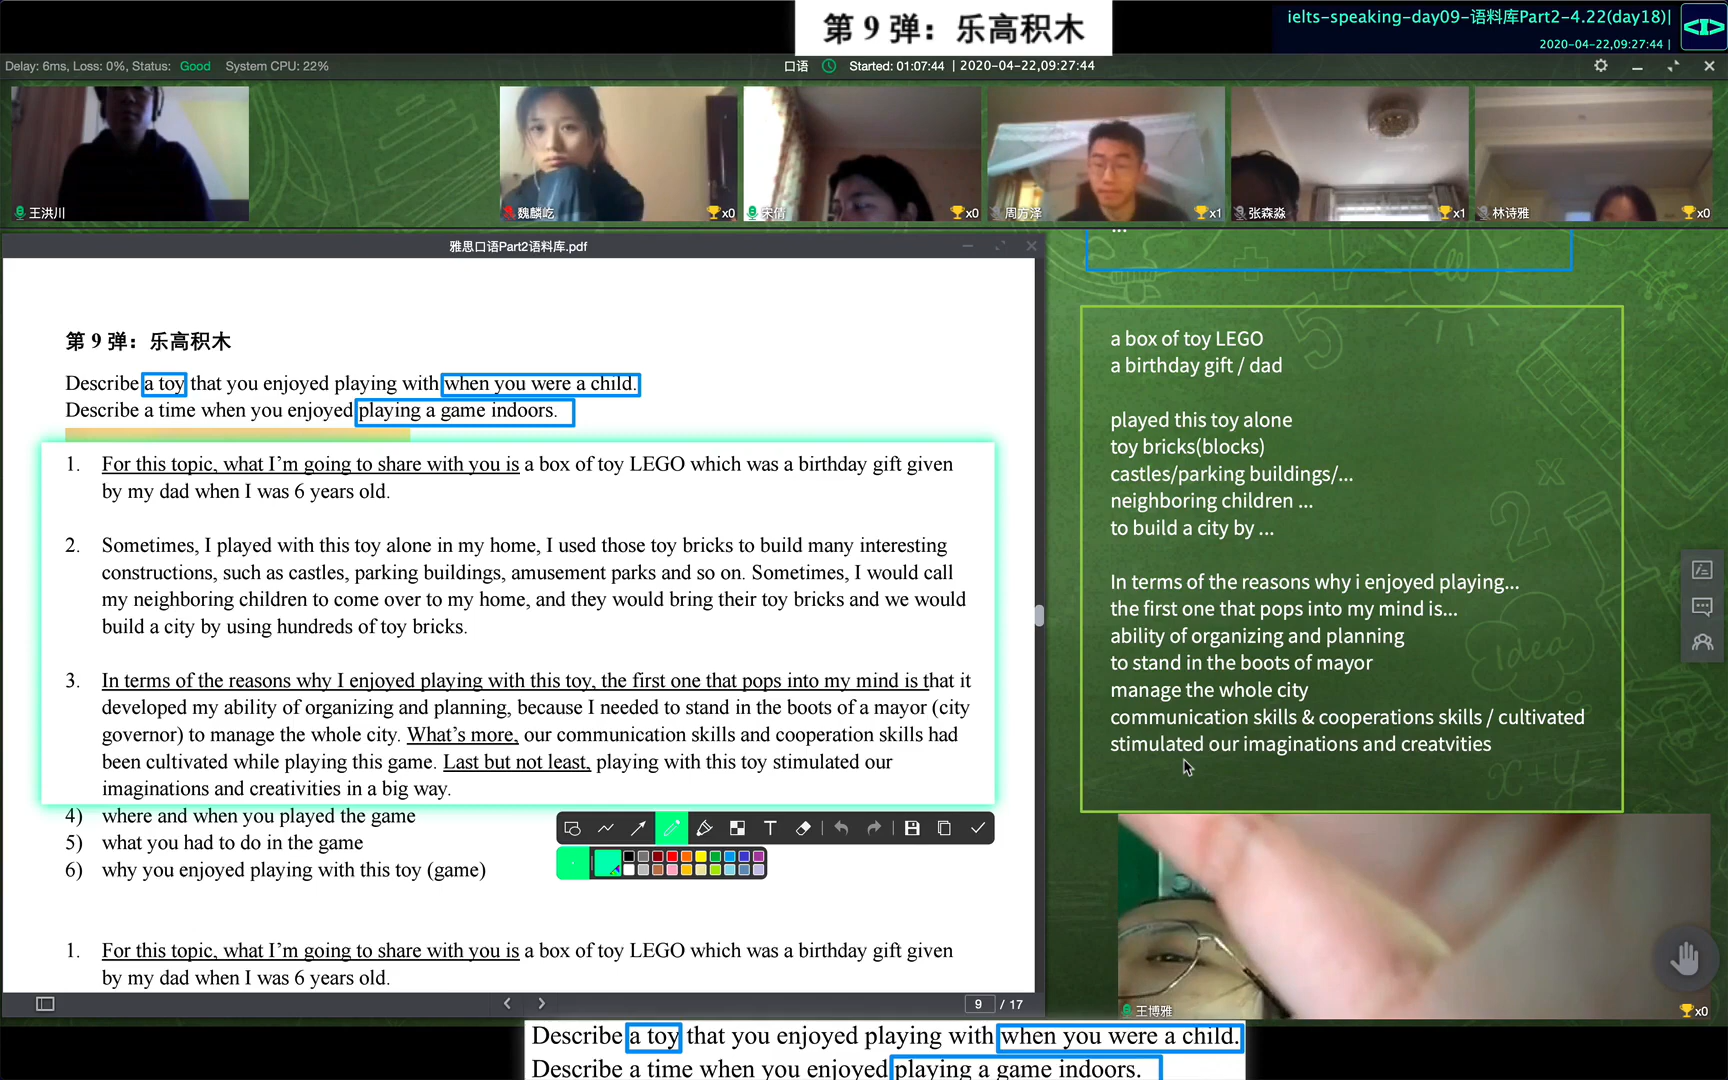 第 9 弹：乐高积木
ielts-speaking-day09-语料库Part2-4.22(day18)|
2020-04-22,09:27:44 |
Delay: 6ms, Loss: 0%, Status: Good System CPU: 22%
口语 Started: 01:07:44 | 2020-04-22,09:27:44
王洪川
魏麟屹 x0
宋倩 x0
周方泽 x1
张森淼 x1
林诗雅 x0
雅思口语Part2语料库.pdf
第 9 弹：乐高积木
Describe a toy that you enjoyed playing with when you were a child.
Describe a time when you enjoyed playing a game indoors.
1. For this topic, what I'm going to share with you is a box of toy LEGO which was a birthday gift given
by my dad when I was 6 years old.
2. Sometimes, I played with this toy alone in my home, I used those toy bricks to build many interesting
constructions, such as castles, parking buildings, amusement parks and so on. Sometimes, I would call
my neighboring children to come over to my home, and they would bring their toy bricks and we would
build a city by using hundreds of toy bricks.
3. In terms of the reasons why I enjoyed playing with this toy, the first one that pops into my mind is that it
developed my ability of organizing and planning, because I needed to stand in the boots of a mayor (city
governor) to manage the whole city. What's more, our communication skills and cooperation skills had
been cultivated while playing this game. Last but not least, playing with this toy stimulated our
imaginations and creativities in a big way.
4) where and when you played the game
5) what you had to do in the game
6) why you enjoyed playing with this toy (game)
1. For this topic, what I'm going to share with you is a box of toy LEGO which was a birthday gift given
by my dad when I was 6 years old.
9 / 17
...
a box of toy LEGO
a birthday gift / dad
played this toy alone
toy bricks(blocks)
castles/parking buildings/...
neighboring children ...
to build a city by ...
In terms of the reasons why i enjoyed playing...
the first one that pops into my mind is...
ability of organizing and planning
to stand in the boots of mayor
manage the whole city
communication skills & cooperations skills / cultivated
stimulated our imaginations and creatvities
Idea
王博雅 x0
Describe a toy that you enjoyed playing with when you were a child.
Describe a time when you enjoyed playing a game indoors.